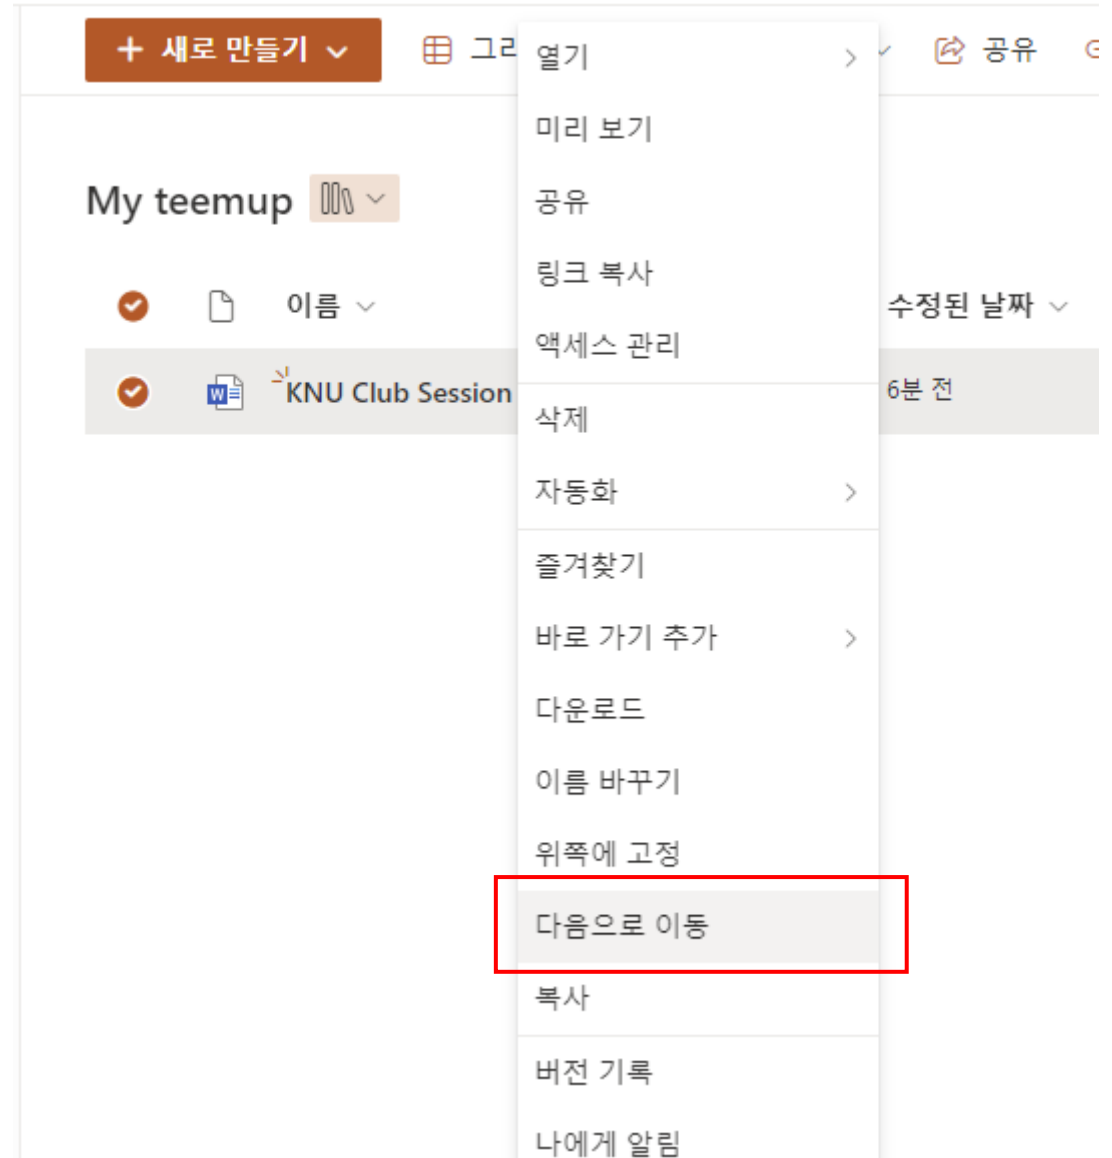 새로 만들기
공유
My teemup
이름
수정된 날짜
KNU Club Session
6분 전
열기
미리 보기
공유
링크 복사
액세스 관리
삭제
자동화
즐겨찾기
바로 가기 추가
다운로드
이름 바꾸기
위쪽에 고정
다음으로 이동
복사
버전 기록
나에게 알림